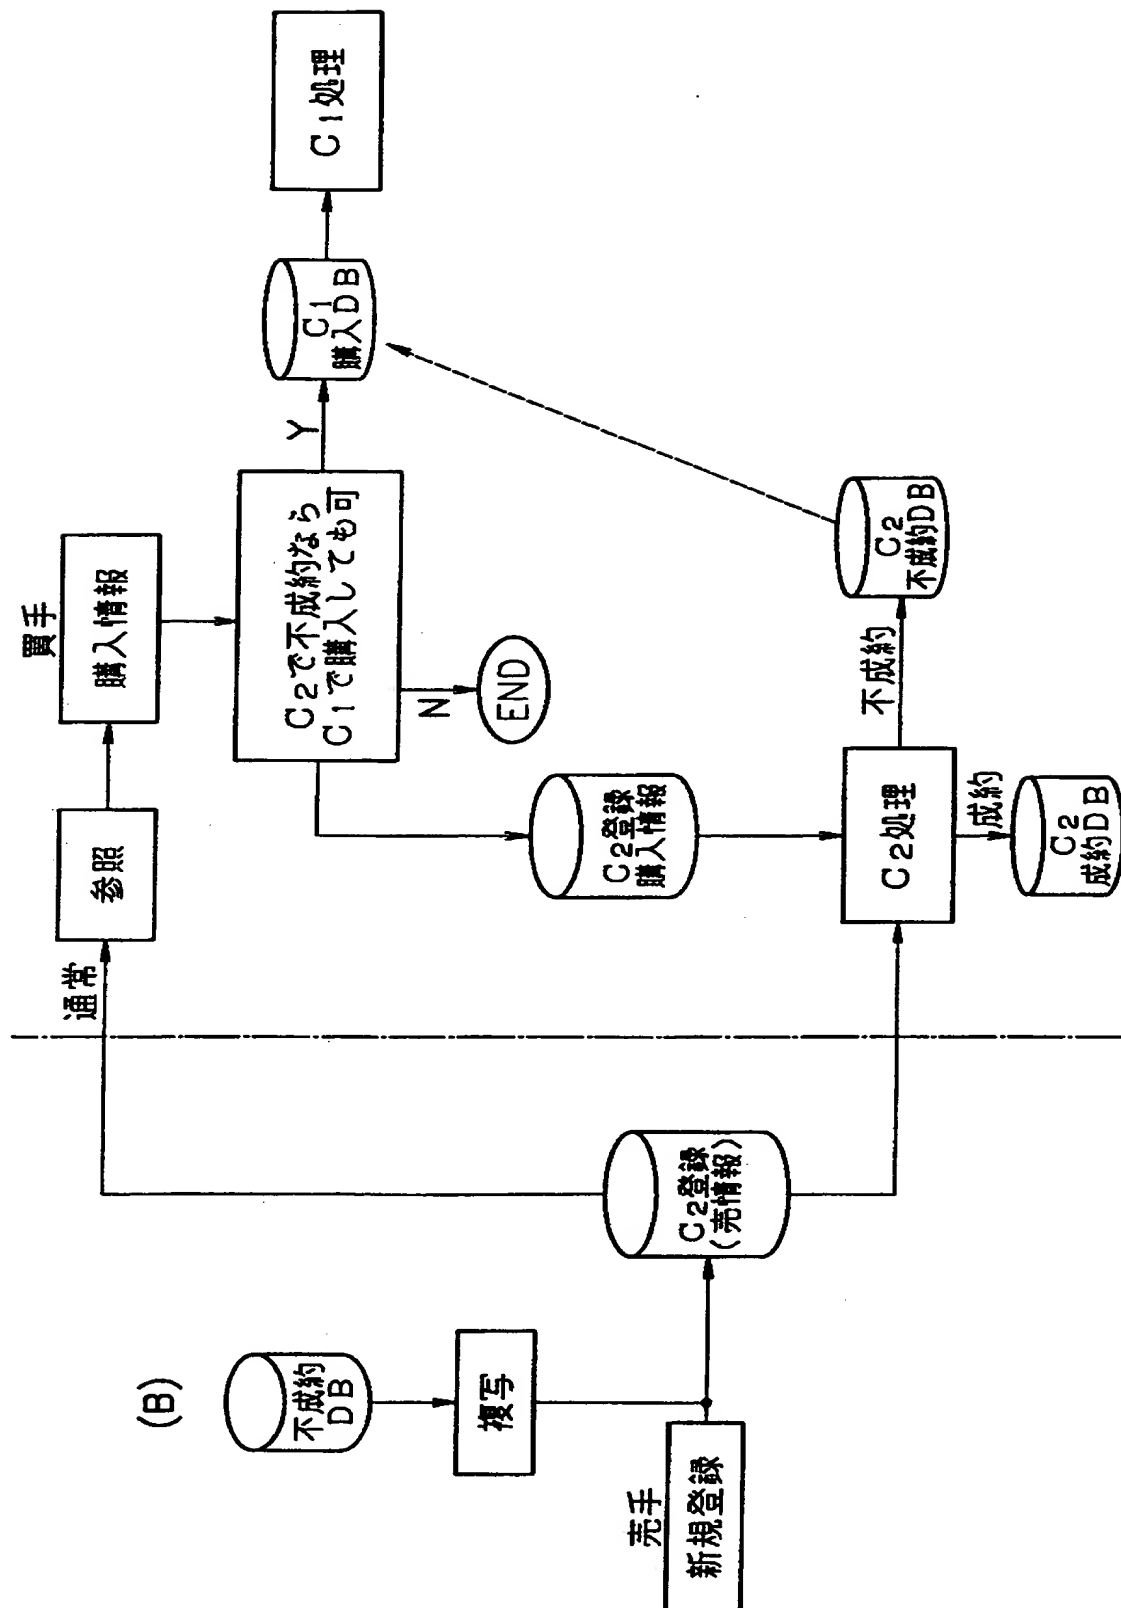 (B)
不成約
DB
複写
売手
新規登録
C2登録
(売情報)
通常
参照
買手
購入情報
C2で不成約なら
C1で購入しても可
Y
N
END
C1
購入DB
C1処理
C2登録
購入情報
C2処理
不成約
成約
C2
不成約DB
C2
成約DB